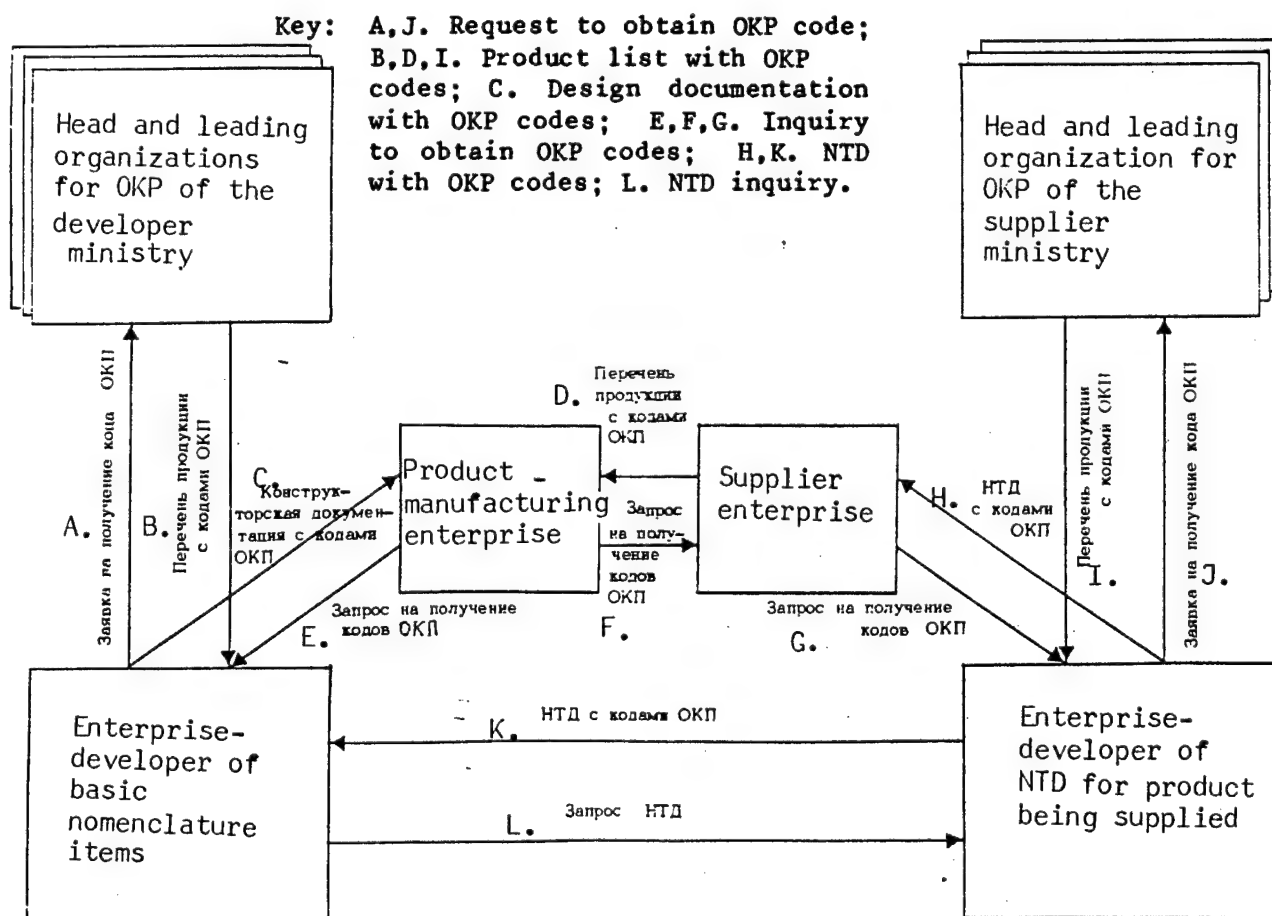 Key: A,J. Request to obtain OKP code;
B,D,I. Product list with OKP
codes; C. Design documentation
with OKP codes; E,F,G. Inquiry
to obtain OKP codes; H,K. NTD
with OKP codes; L. NTD inquiry.
Head and leading
organizations
for OKP of the
developer
ministry
Head and leading
organization for
OKP of the
supplier
ministry
A.
Заявка на получение кода ОКП
B.
Перечень продукции
с кодами ОКП
C.
Конструк-
торская докумен-
тация с кодами
ОКП
D.
Перечень
продукции
с кодами
ОКП
Product
manufacturing
enterprise
Supplier
enterprise
Запрос
на полу-
чение
кодов
ОКП
F.
H.
НТД
с кодами
ОКП
Перечень продукции
с кодами ОКП
I.
Заявка на получение кода ОКП
J.
Запрос на получение
кодов ОКП
E.
Запрос на получение
кодов ОКП
G.
Enterprise-
developer of
basic
nomenclature
items
K.
НТД с кодами ОКП
L.
Запрос НТД
Enterprise-
developer of
NTD for product
being supplied